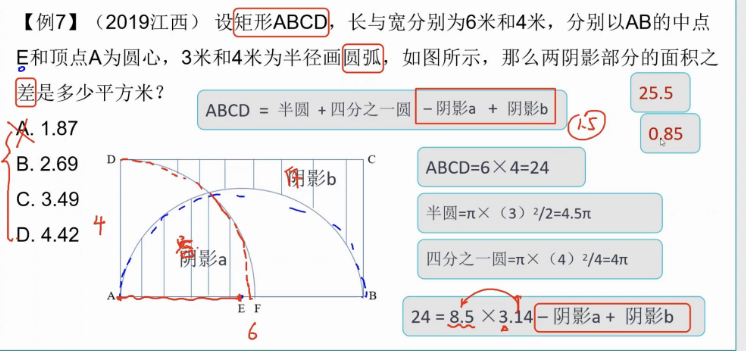 【例7】（2019江西） 设矩形ABCD，长与宽分别为6米和4米，分别以AB的中点
E和顶点A为圆心，3米和4米为半径画圆弧，如图所示，那么两阴影部分的面积之
差是多少平方米？
ABCD = 半圆 +四分之一圆 －阴影a + 阴影b
25.5
1.5
0.85
A. 1.87
B. 2.69
C. 3.49
D. 4.42
D
C
阴影b
ABCD=6×4=24
4
半圆=π×（3）²/2=4.5π
阴影a
四分之一圆=π×（4）²/4=4π
A
E F
B
6
24 = 8.5 ×3.14－阴影a + 阴影b